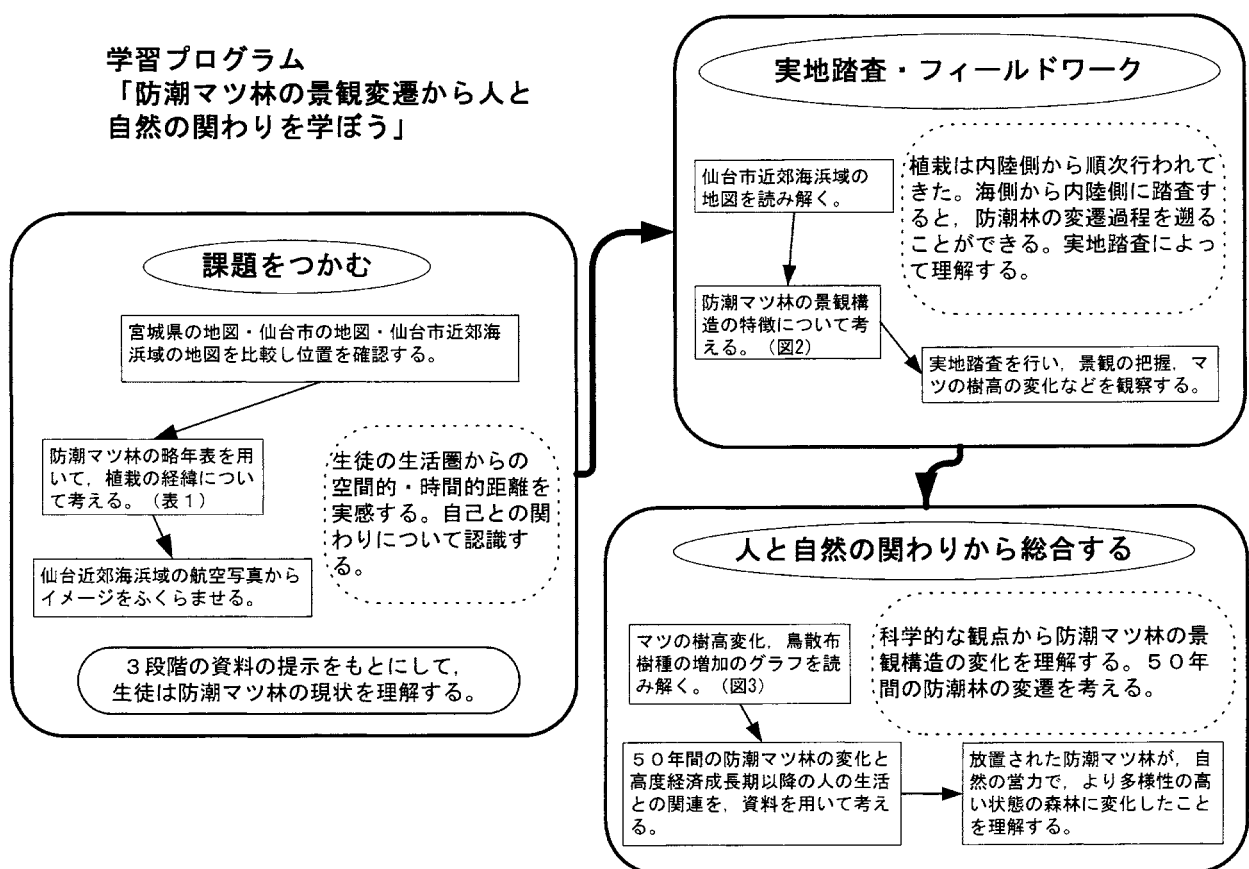 学習プログラム
「防潮マツ林の景観変遷から人と
自然の関わりを学ぼう」
課題をつかむ
宮城県の地図・仙台市の地図・仙台市近郊海
浜域の地図を比較し位置を確認する。
防潮マツ林の略年表を用
いて，植栽の経緯につい
て考える。（表１）
仙台近郊海浜域の航空写真から
イメージをふくらませる。
生徒の生活圏からの
空間的・時間的距離を
実感する。自己との関
わりについて認識す
る。
３段階の資料の提示をもとにして，
生徒は防潮マツ林の現状を理解する。
実地踏査・フィールドワーク
仙台市近郊海浜域の
地図を読み解く。
防潮マツ林の景観構
造の特徴について考
える。（図2）
植栽は内陸側から順次行われて
きた。海側から内陸側に踏査す
ると，防潮林の変遷過程を遡る
ことができる。実地踏査によっ
て理解する。
実地踏査を行い，景観の把握，マ
ツの樹高の変化などを観察する。
人と自然の関わりから総合する
マツの樹高変化，鳥散布
樹種の増加のグラフを読
み解く。（図3）
科学的な観点から防潮マツ林の景
観構造の変化を理解する。５０年
間の防潮林の変遷を考える。
５０年間の防潮マツ林の変化と
高度経済成長期以降の人の生活
との関連を，資料を用いて考え
る。
放置された防潮マツ林が，自
然の営力で，より多様性の高
い状態の森林に変化したこと
を理解する。